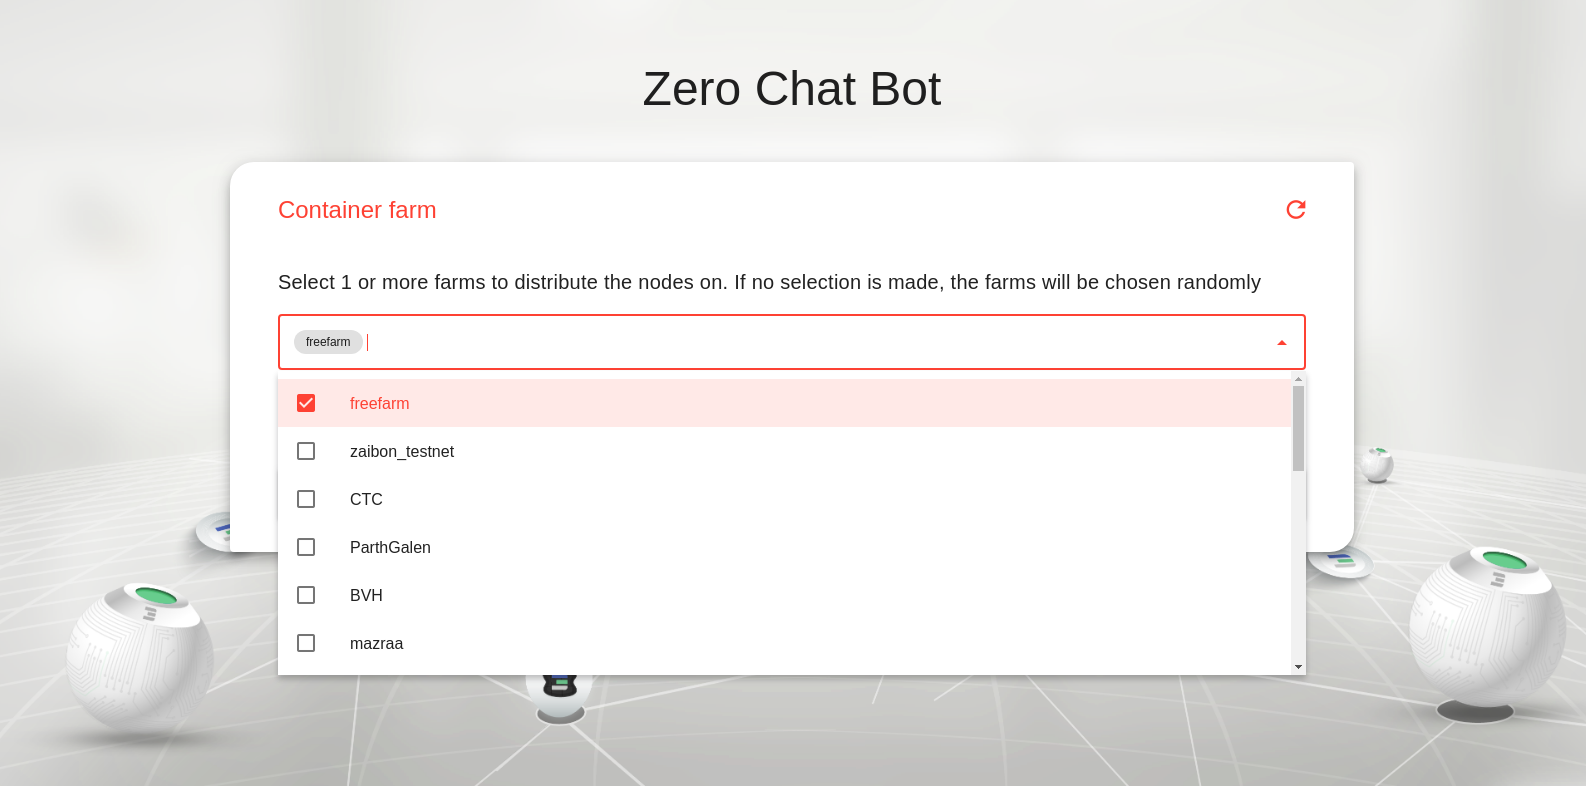 Zero Chat Bot
Container farm
Select 1 or more farms to distribute the nodes on. If no selection is made, the farms will be chosen randomly
freefarm
freefarm
zaibon_testnet
CTC
ParthGalen
BVH
mazraa